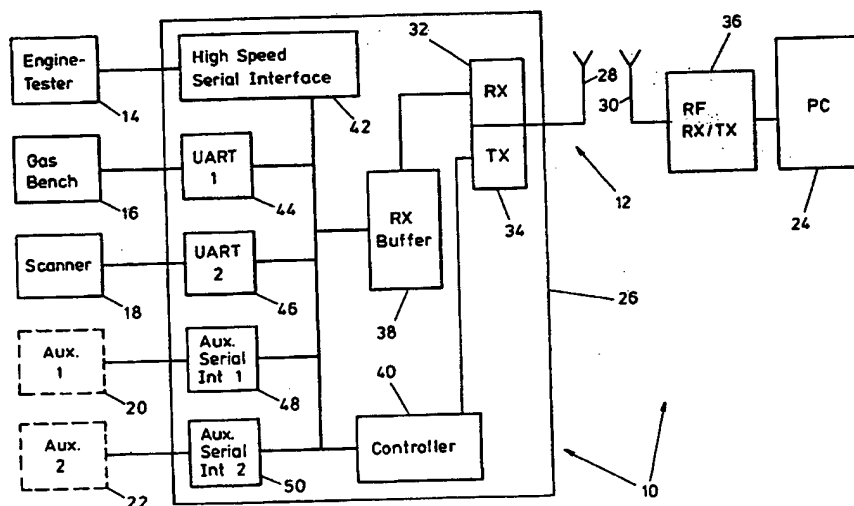 Engine-
Tester
14
High Speed
Serial Interface
42
32
RX
TX
34
28
30
12
36
RF
RX/TX
PC
24
Gas
Bench
16
UART
1
44
RX
Buffer
38
Scanner
18
UART
2
46
26
Aux.
1
20
Aux.
Serial
Int 1
48
40
Controller
Aux.
2
22
Aux.
Serial
Int 2
50
10